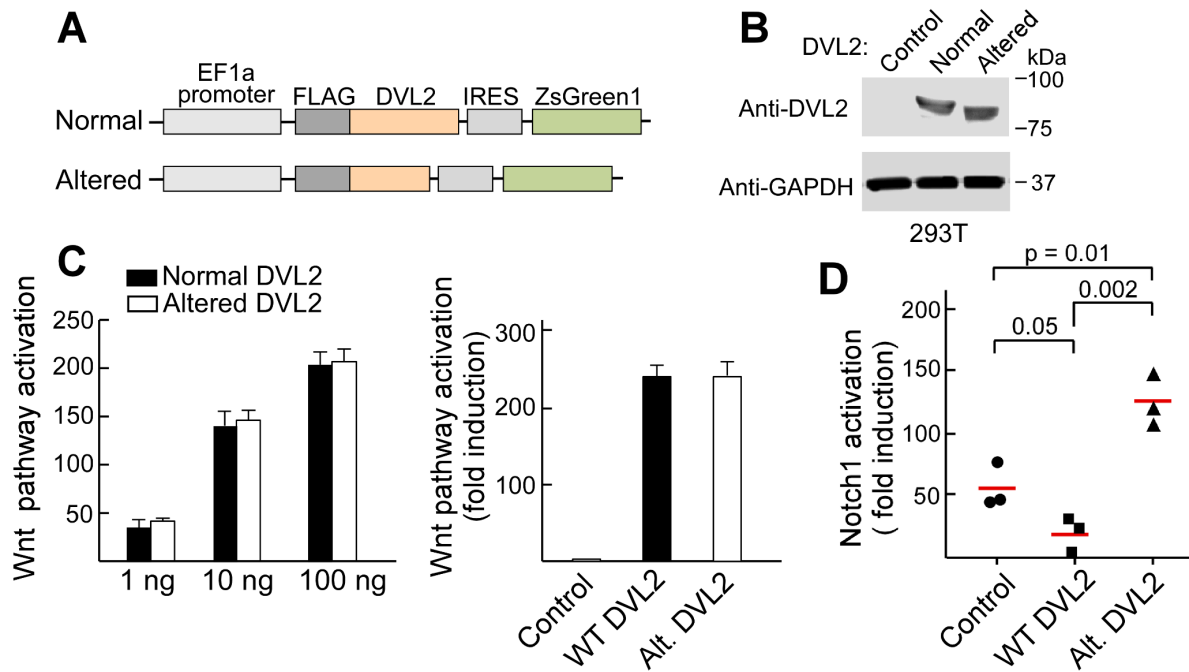 A
EF1a
promoter
FLAG DVL2 IRES ZsGreen1
Normal
Altered
B
DVL2: Control Normal Altered
kDa
100
Anti-DVL2
75
Anti-GAPDH
37
293T
C
Normal DVL2
Altered DVL2
Wnt pathway activation
250
200
150
100
50
1 ng 10 ng 100 ng
Wnt pathway activation
(fold induction)
300
200
100
Control WT DVL2 Alt. DVL2
D
p = 0.01
0.002
0.05
Notch1 activation
( fold induction)
200
150
100
50
Control WT DVL2 Alt. DVL2